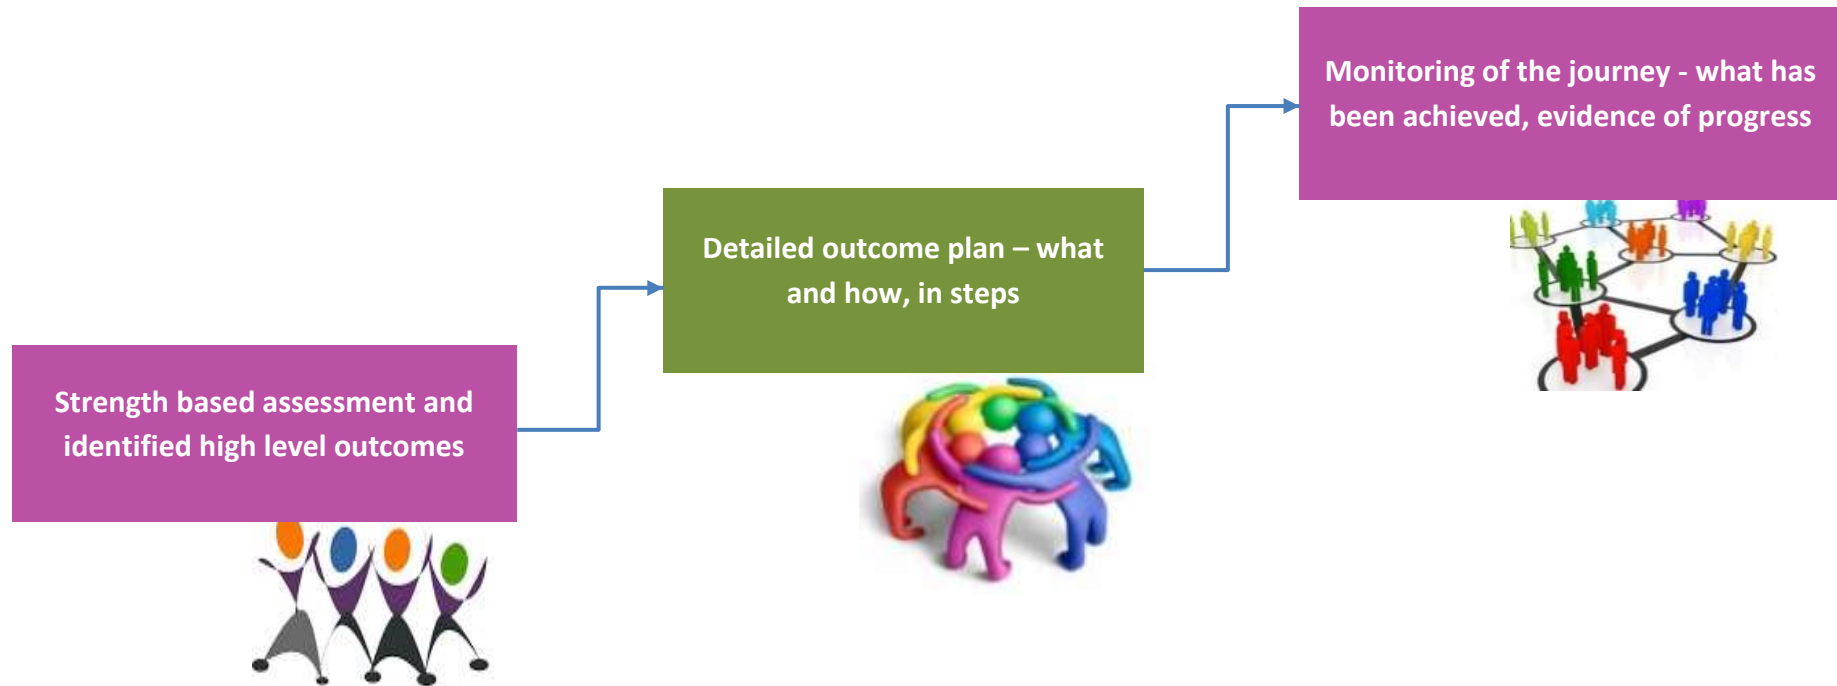 Monitoring of the journey - what has
been achieved, evidence of progress
Detailed outcome plan – what
and how, in steps
Strength based assessment and
identified high level outcomes